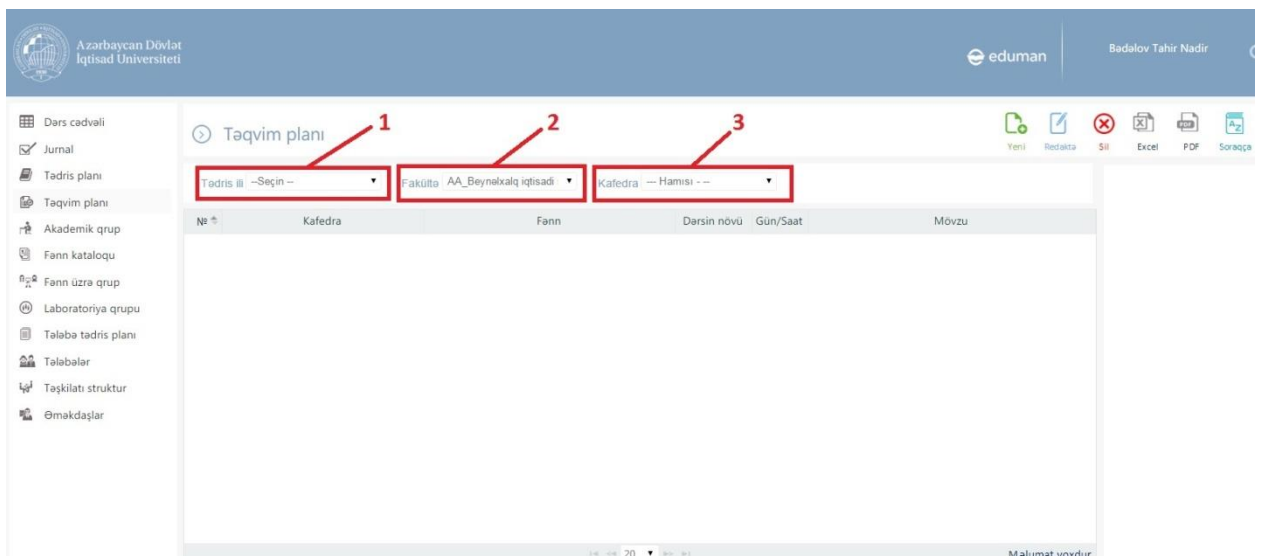 Azərbaycan Dövlət
İqtisad Universiteti
eduman
Bədəlov Tahir Nadir
Dərs cədvəli
Jurnal
Tədris planı
Təqvim planı
Akademik qrup
Fənn kataloqu
Fənn üzrə qrup
Laboratoriya qrupu
Tələbə tədris planı
Tələbələr
Təşkilatı struktur
Əməkdaşlar
Təqvim planı
1
2
3
Yeni
Redaktə
Sil
Excel
PDF
Soraqça
Tədris ili --Seçin -- Fakültə AA_Beynəlxalq iqtisadi Kafedra --- Hamısı - --
№ Kafedra Fənn Dərsin növü Gün/Saat Mövzu
20 Məlumat yoxdur